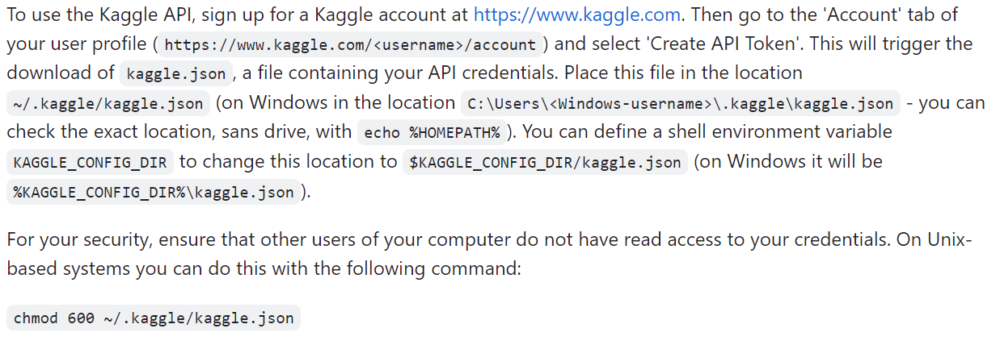 To use the Kaggle API, sign up for a Kaggle account at https://www.kaggle.com. Then go to the 'Account' tab of
your user profile (https://www.kaggle.com/<username>/account) and select 'Create API Token'. This will trigger the
download of kaggle.json, a file containing your API credentials. Place this file in the location
~/.kaggle/kaggle.json (on Windows in the location C:\Users\<Windows-username>\.kaggle\kaggle.json - you can
check the exact location, sans drive, with echo %HOMEPATH%). You can define a shell environment variable
KAGGLE_CONFIG_DIR to change this location to $KAGGLE_CONFIG_DIR/kaggle.json (on Windows it will be
%KAGGLE_CONFIG_DIR%\kaggle.json).
For your security, ensure that other users of your computer do not have read access to your credentials. On Unix-
based systems you can do this with the following command:
chmod 600 ~/.kaggle/kaggle.json